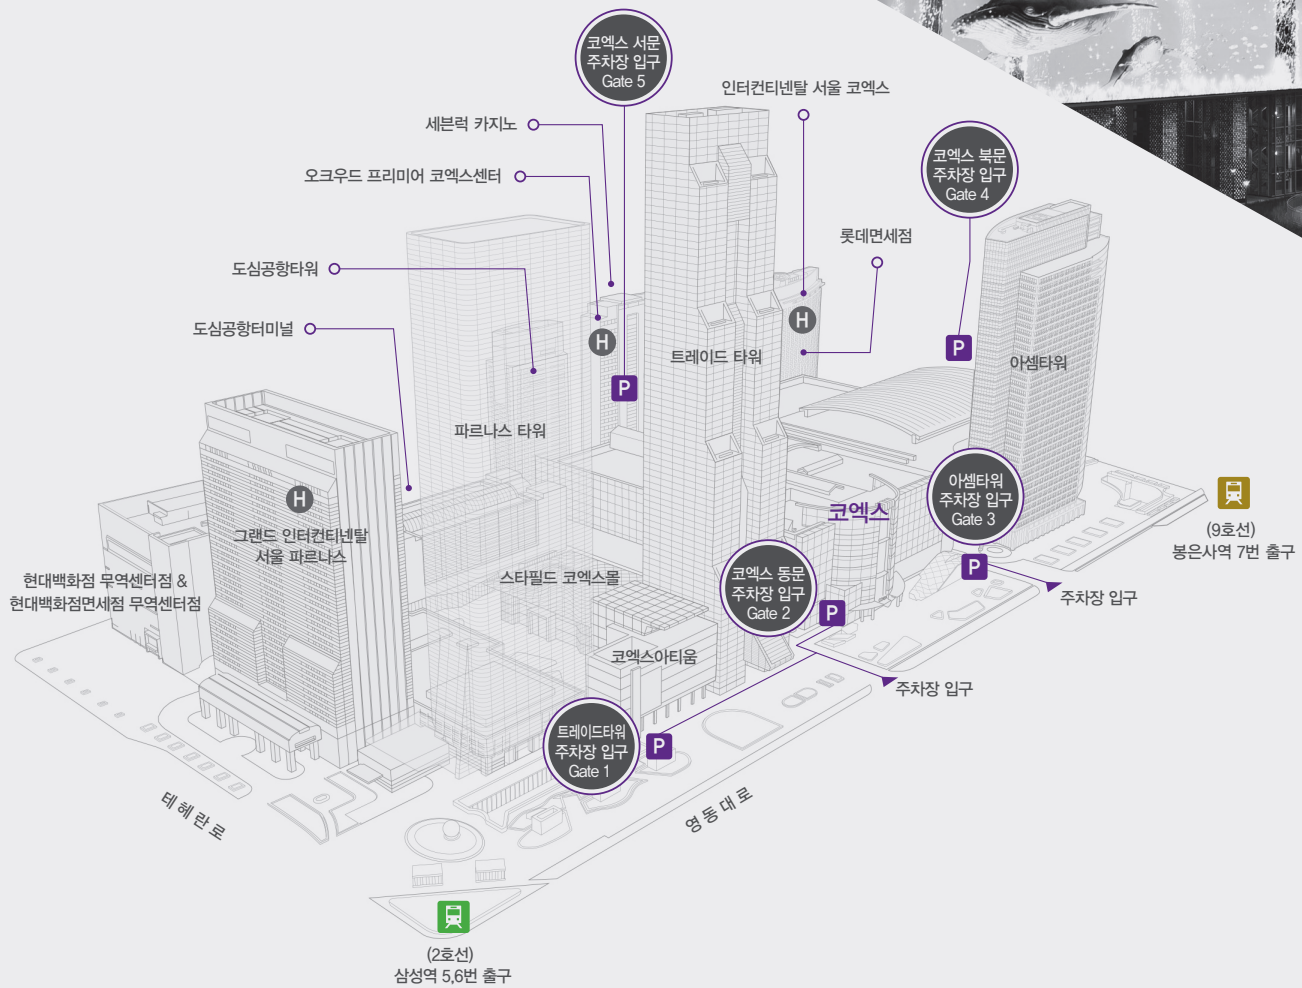 코엑스 서문
주차장 입구
Gate 5
인터컨티넨탈 서울 코엑스
세븐럭 카지노
코엑스 북문
주차장 입구
Gate 4
오크우드 프리미어 코엑스센터
롯데면세점
도심공항타워
도심공항터미널
H
H
P
트레이드 타워
아셈타워
P
파르나스 타워
아셈타워
주차장 입구
Gate 3
H
코엑스
그랜드 인터컨티넨탈
서울 파르나스
(9호선)
봉은사역 7번 출구
현대백화점 무역센터점 &
현대백화점면세점 무역센터점
스타필드 코엑스몰
코엑스 동문
주차장 입구
Gate 2
P
주차장 입구
P
코엑스아티움
주차장 입구
트레이드타워
주차장 입구
Gate 1
P
테헤란로
영동대로
(2호선)
삼성역 5,6번 출구